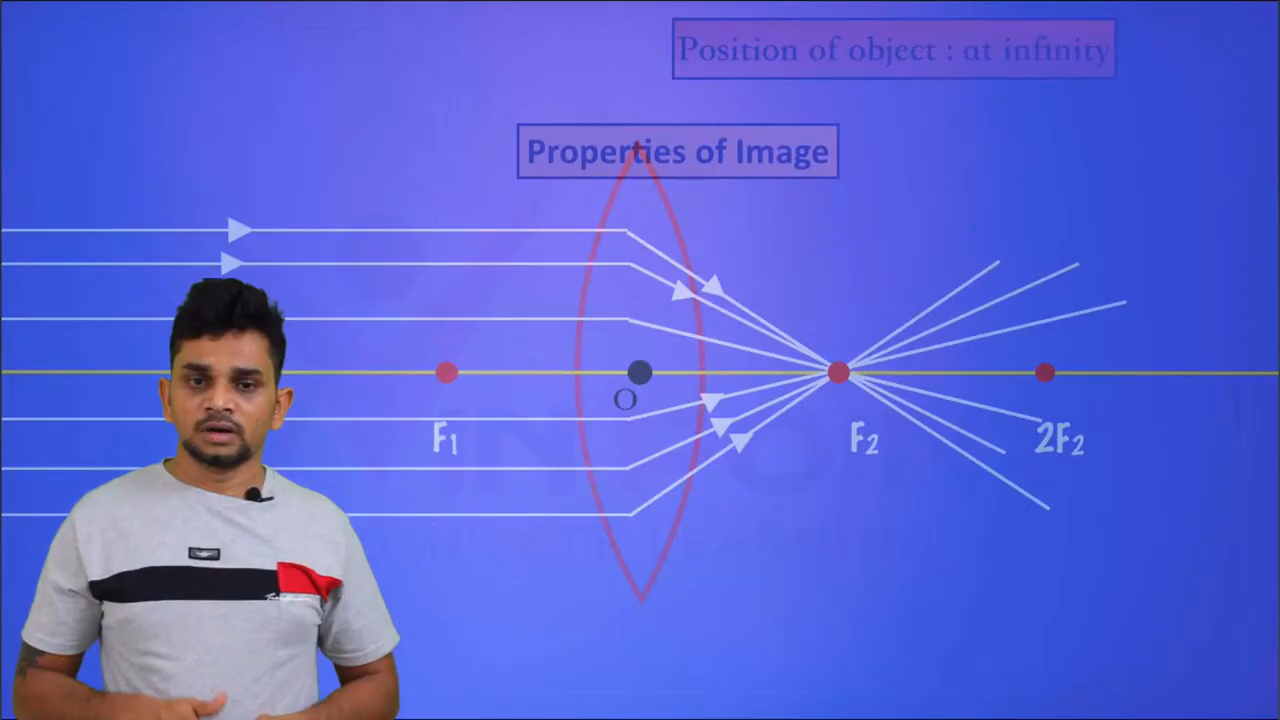 Position of object : at infinity
Properties of Image
O
F₁
F₂
2F₂